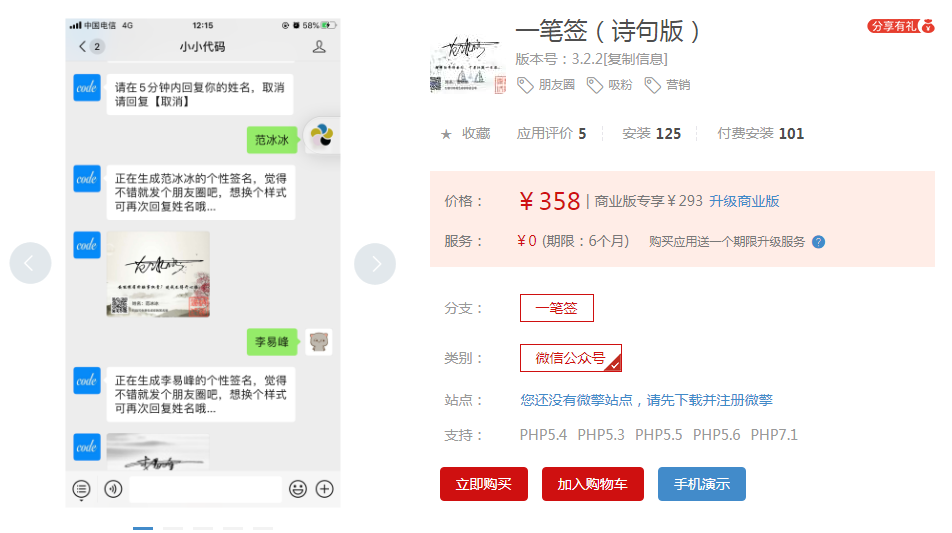 中国电信 4G 12:15 58%
2 小小代码
code
请在5分钟内回复你的姓名，取消
请回复【取消】
范冰冰
code
正在生成范冰冰的个性签名，觉得
不错就发个朋友圈吧，想换个样式
可再次回复姓名哦...
code
李易峰
code
正在生成李易峰的个性签名，觉得
不错就发个朋友圈吧，想换个样式
可再次回复姓名哦...
code
一笔签（诗句版）
分享有礼
版本号：3.2.2[复制信息]
朋友圈 吸粉 营销
收藏 应用评价 5 安装 125 付费安装 101
价格： ￥358 | 商业版专享￥293 升级商业版
服务： ￥0 (期限：6个月) 购买应用送一个期限升级服务 ?
分支： 一笔签
类别： 微信公众号
站点： 您还没有微擎站点，请先下载并注册微擎
支持： PHP5.4 PHP5.3 PHP5.5 PHP5.6 PHP7.1
立即购买 加入购物车 手机演示